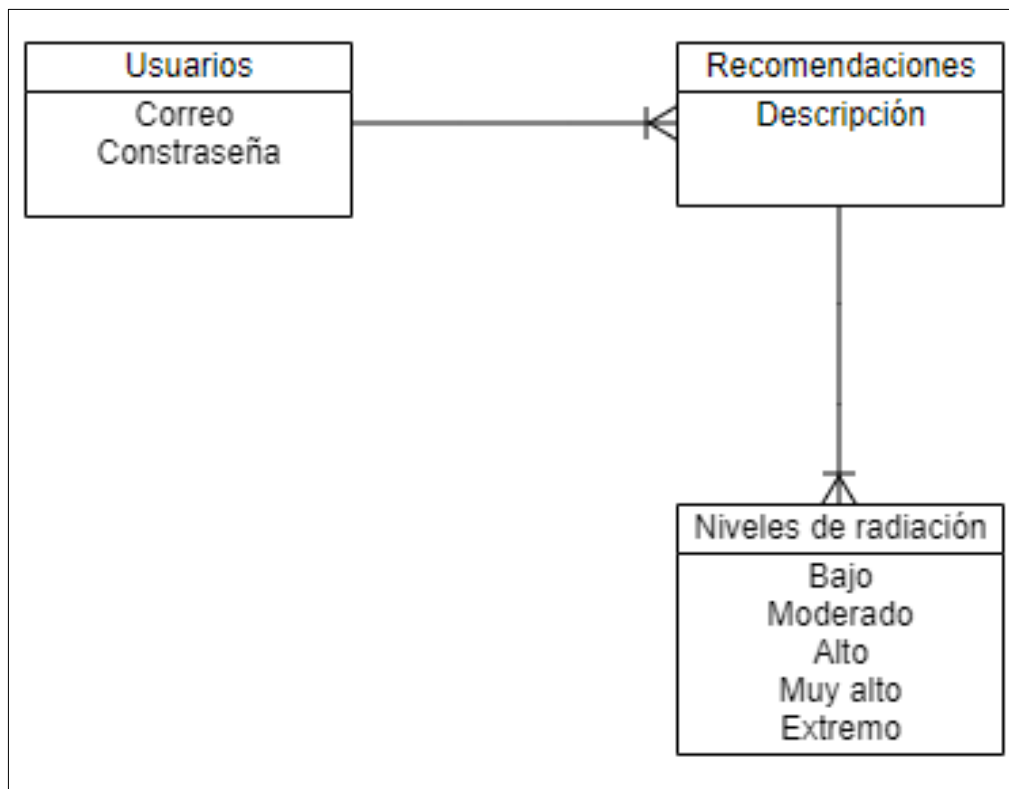 Usuarios
Correo
Constraseña
Recomendaciones
Descripción
Niveles de radiación
Bajo
Moderado
Alto
Muy alto
Extremo